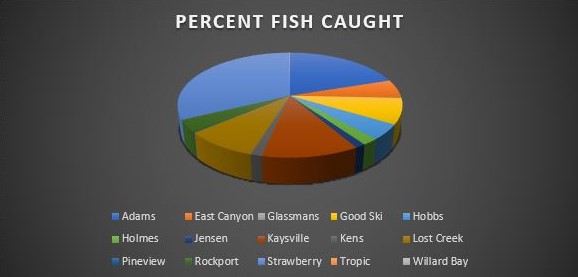 PERCENT FISH CAUGHT
Adams East Canyon Glassmans Good Ski Hobbs
Holmes Jensen Kaysville Kens Lost Creek
Pineview Rockport Strawberry Tropic Willard Bay